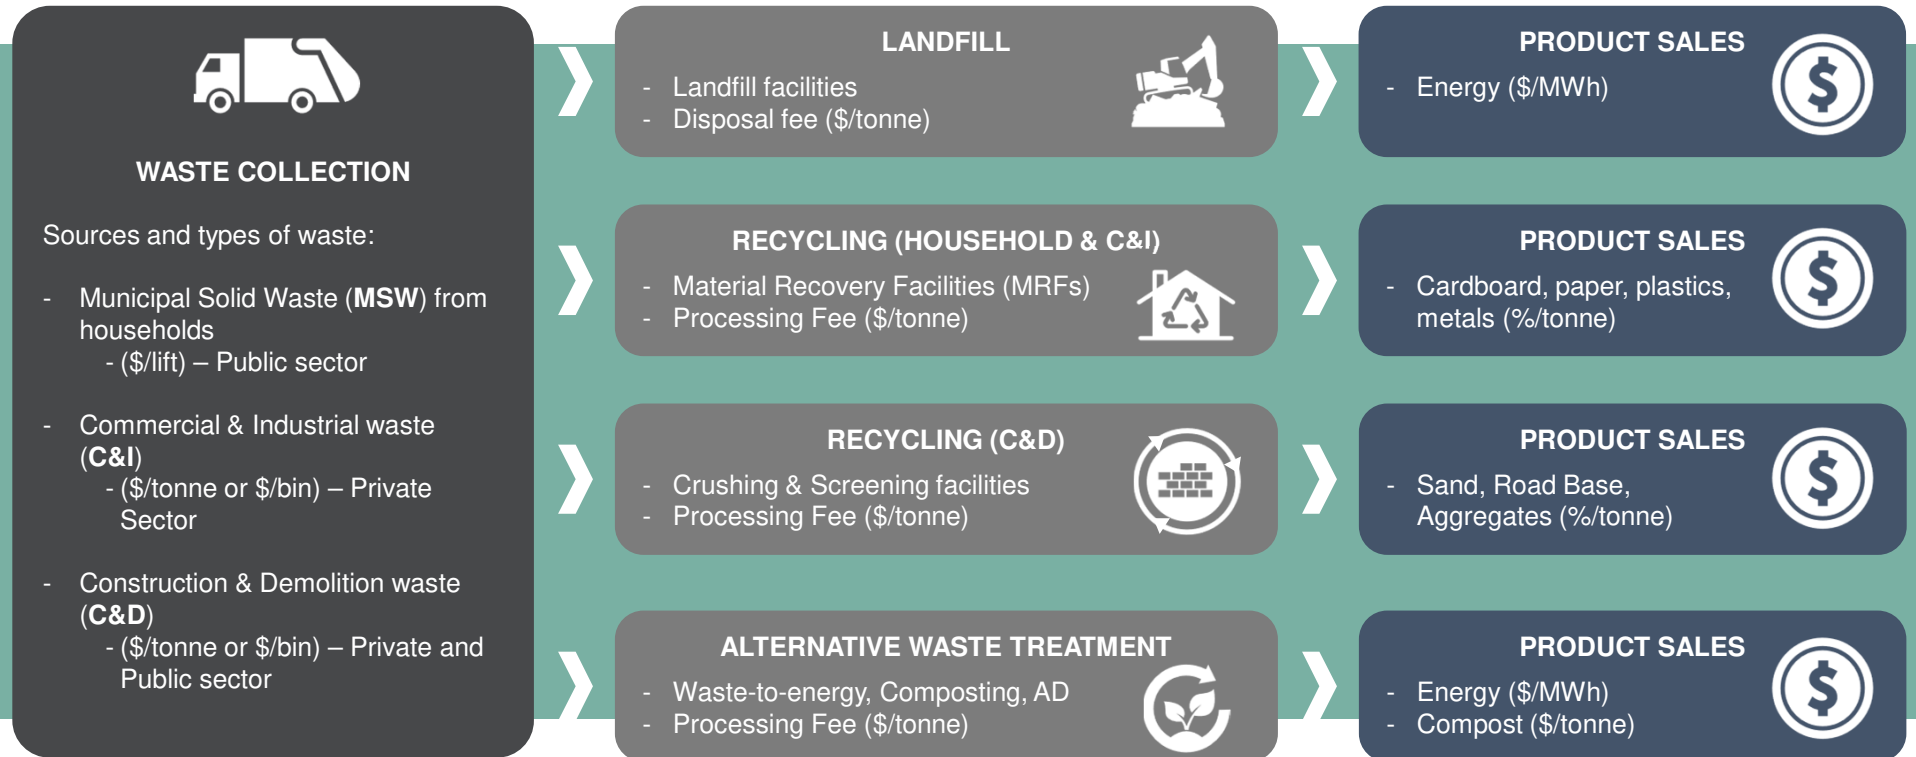 WASTE COLLECTION
Sources and types of waste:
- Municipal Solid Waste (MSW) from
households
- ($/lift) – Public sector
- Commercial & Industrial waste
(C&I)
- ($/tonne or $/bin) – Private
Sector
- Construction & Demolition waste
(C&D)
- ($/tonne or $/bin) – Private and
Public sector
LANDFILL
- Landfill facilities
- Disposal fee ($/tonne)
PRODUCT SALES
- Energy ($/MWh)
$
RECYCLING (HOUSEHOLD & C&I)
- Material Recovery Facilities (MRFs)
- Processing Fee ($/tonne)
PRODUCT SALES
- Cardboard, paper, plastics,
metals (%/tonne)
$
RECYCLING (C&D)
- Crushing & Screening facilities
- Processing Fee ($/tonne)
PRODUCT SALES
- Sand, Road Base,
Aggregates (%/tonne)
$
ALTERNATIVE WASTE TREATMENT
- Waste-to-energy, Composting, AD
- Processing Fee ($/tonne)
PRODUCT SALES
- Energy ($/MWh)
- Compost ($/tonne)
$